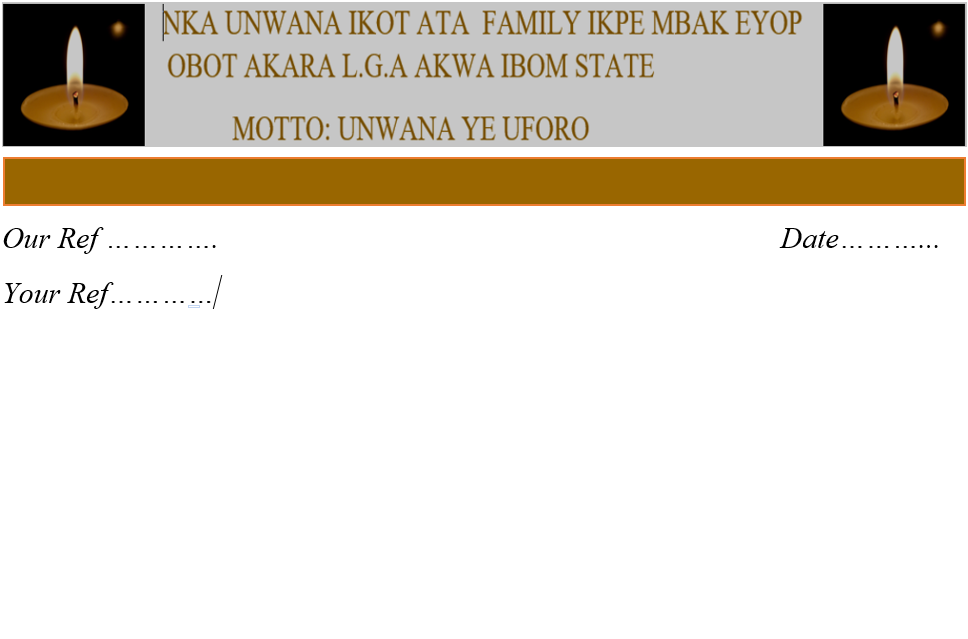 NKA UNWANA IKOT ATA FAMILY IKPE MBAK EYOP
OBOT AKARA L.G.A AKWA IBOM STATE
MOTTO: UNWANA YE UFORO
Our Ref …………. Date………...
Your Ref…………/